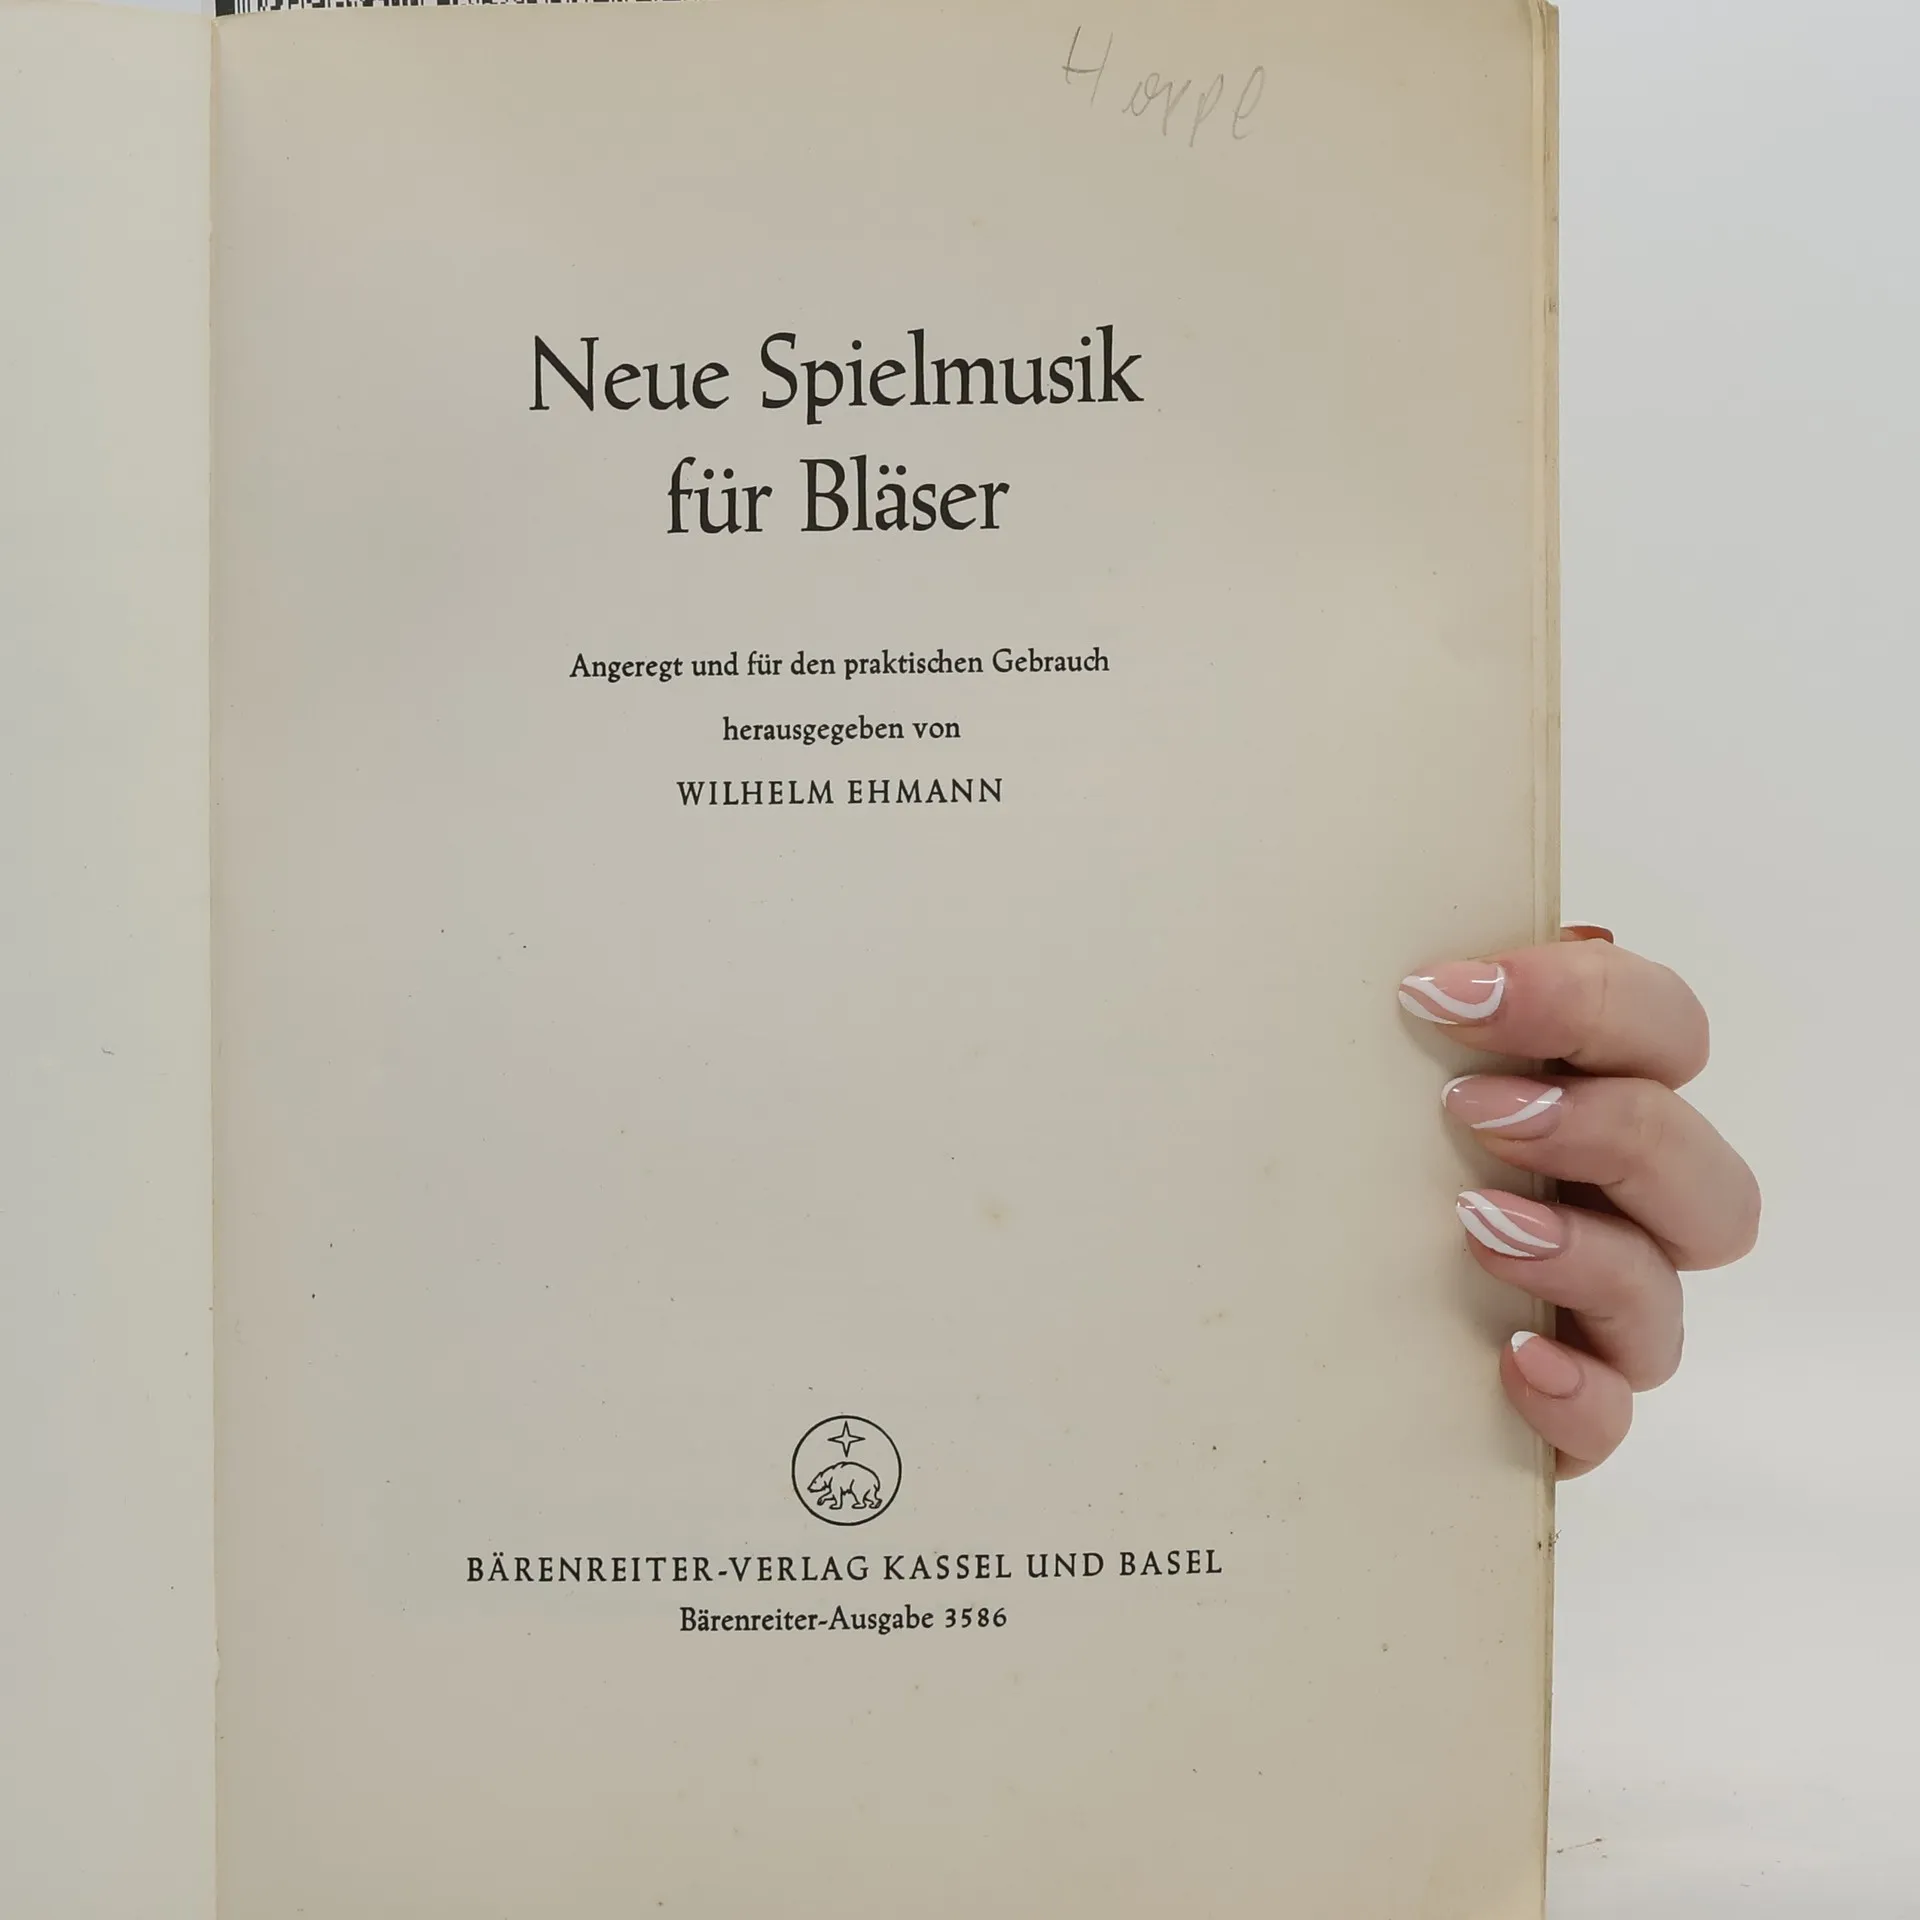 Hoppe
Neue Spielmusik
für Bläser
Angeregt und für den praktischen Gebrauch
herausgegeben von
WILHELM EHMANN
BÄRENREITER-VERLAG KASSEL UND BASEL
Bärenreiter-Ausgabe 3586